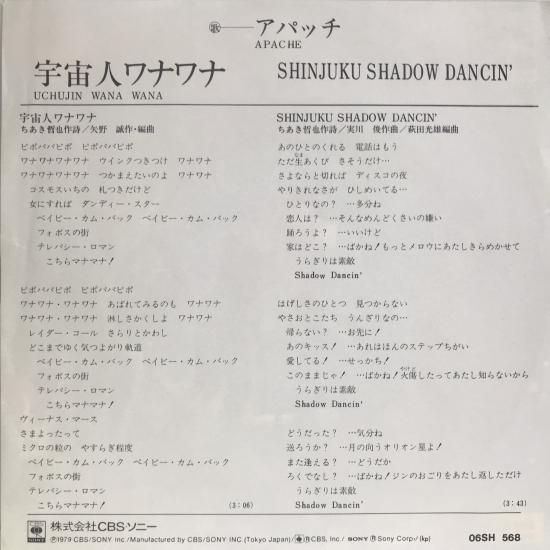 歌──アパッチ
APACHE
宇宙人ワナワナ
UCHUJIN WANA WANA
SHINJUKU SHADOW DANCIN'
宇宙人ワナワナ
ちあき哲也作詩／矢野 誠作・編曲
ピポパパピポ ピポパパピポ
ワナワナワナワナ ウインクつきつけ ワナワナ
ワナワナワナワナ つかまえたいのよ ワナワナ
コスモスいちの 札つきだけど
女にすれば ダンディー・スター
ベイビー・カム・バック ベイビー・カム・バック
フォボスの街
テレパシー・ロマン
こちらマナマナ！
ピポパパピポ ピポパパピポ
ワナワナ・ワナワナ あばれてみるのも ワナワナ
ワナワナ・ワナワナ 淋しさかくしよ ワナワナ
レイダー・コール さらりとかわし
どこまでゆく気つよがり軌道
ベイビー・カム・バック ベイビー・カム・バック
フォボスの街
テレパシー・ロマン
こちらマナマナ！
ヴィーナス・マース
さまよったって
ミクロの粒の やすらぎ程度
ベイビー・カム・バック ベイビー・カム・バック
フォボスの街
テレパシー・ロマン
こちらマナマナ！
(3：06)
SHINJUKU SHADOW DANCIN'
ちあき哲也作詩／実川 俊作曲／萩田光雄編曲
あのひとのくれる 電話はもう
ただ生あくび さそうだけ…
さよならと切れば ディスコの夜
やりきれなさが ひしめいてる…
ひとりなの？ …多分ね
恋人は？ …そんなめんどくさいの嫌い
踊ろうよ？ …いいけど
家はどこ？ …ばかね！もっとメロウにあたしきらめかせて
うらぎりは素敵
Shadow Dancin'
はげしさのひとつ 見つからない
やさおとこたち うんざりなの…
帰らない？ …お先に！
あのキッス！ …あれはほんのステップちがい
愛してる！ …せっかち！
このままじゃ！ …ばかね！火傷したってあたし知らないから
うらぎりは素敵
Shadow Dancin'
どうだった？ …気分ね
送ろうか？ …月の向うオリオン星よ！
また逢える？ …どうだか
ろくでなし？ …ばかね！ジンのおごりをあたし返しただけ
うらぎりは素敵
Shadow Dancin'
(3：43)
株式会社CBS・ソニー
Ⓟ1979 CBS/SONY Inc./Manufactured by CBS/SONY Inc.(Tokyo Japan)/
®CBS, Inc./ SONY ® Sony Corp./(kp)
06SH 568